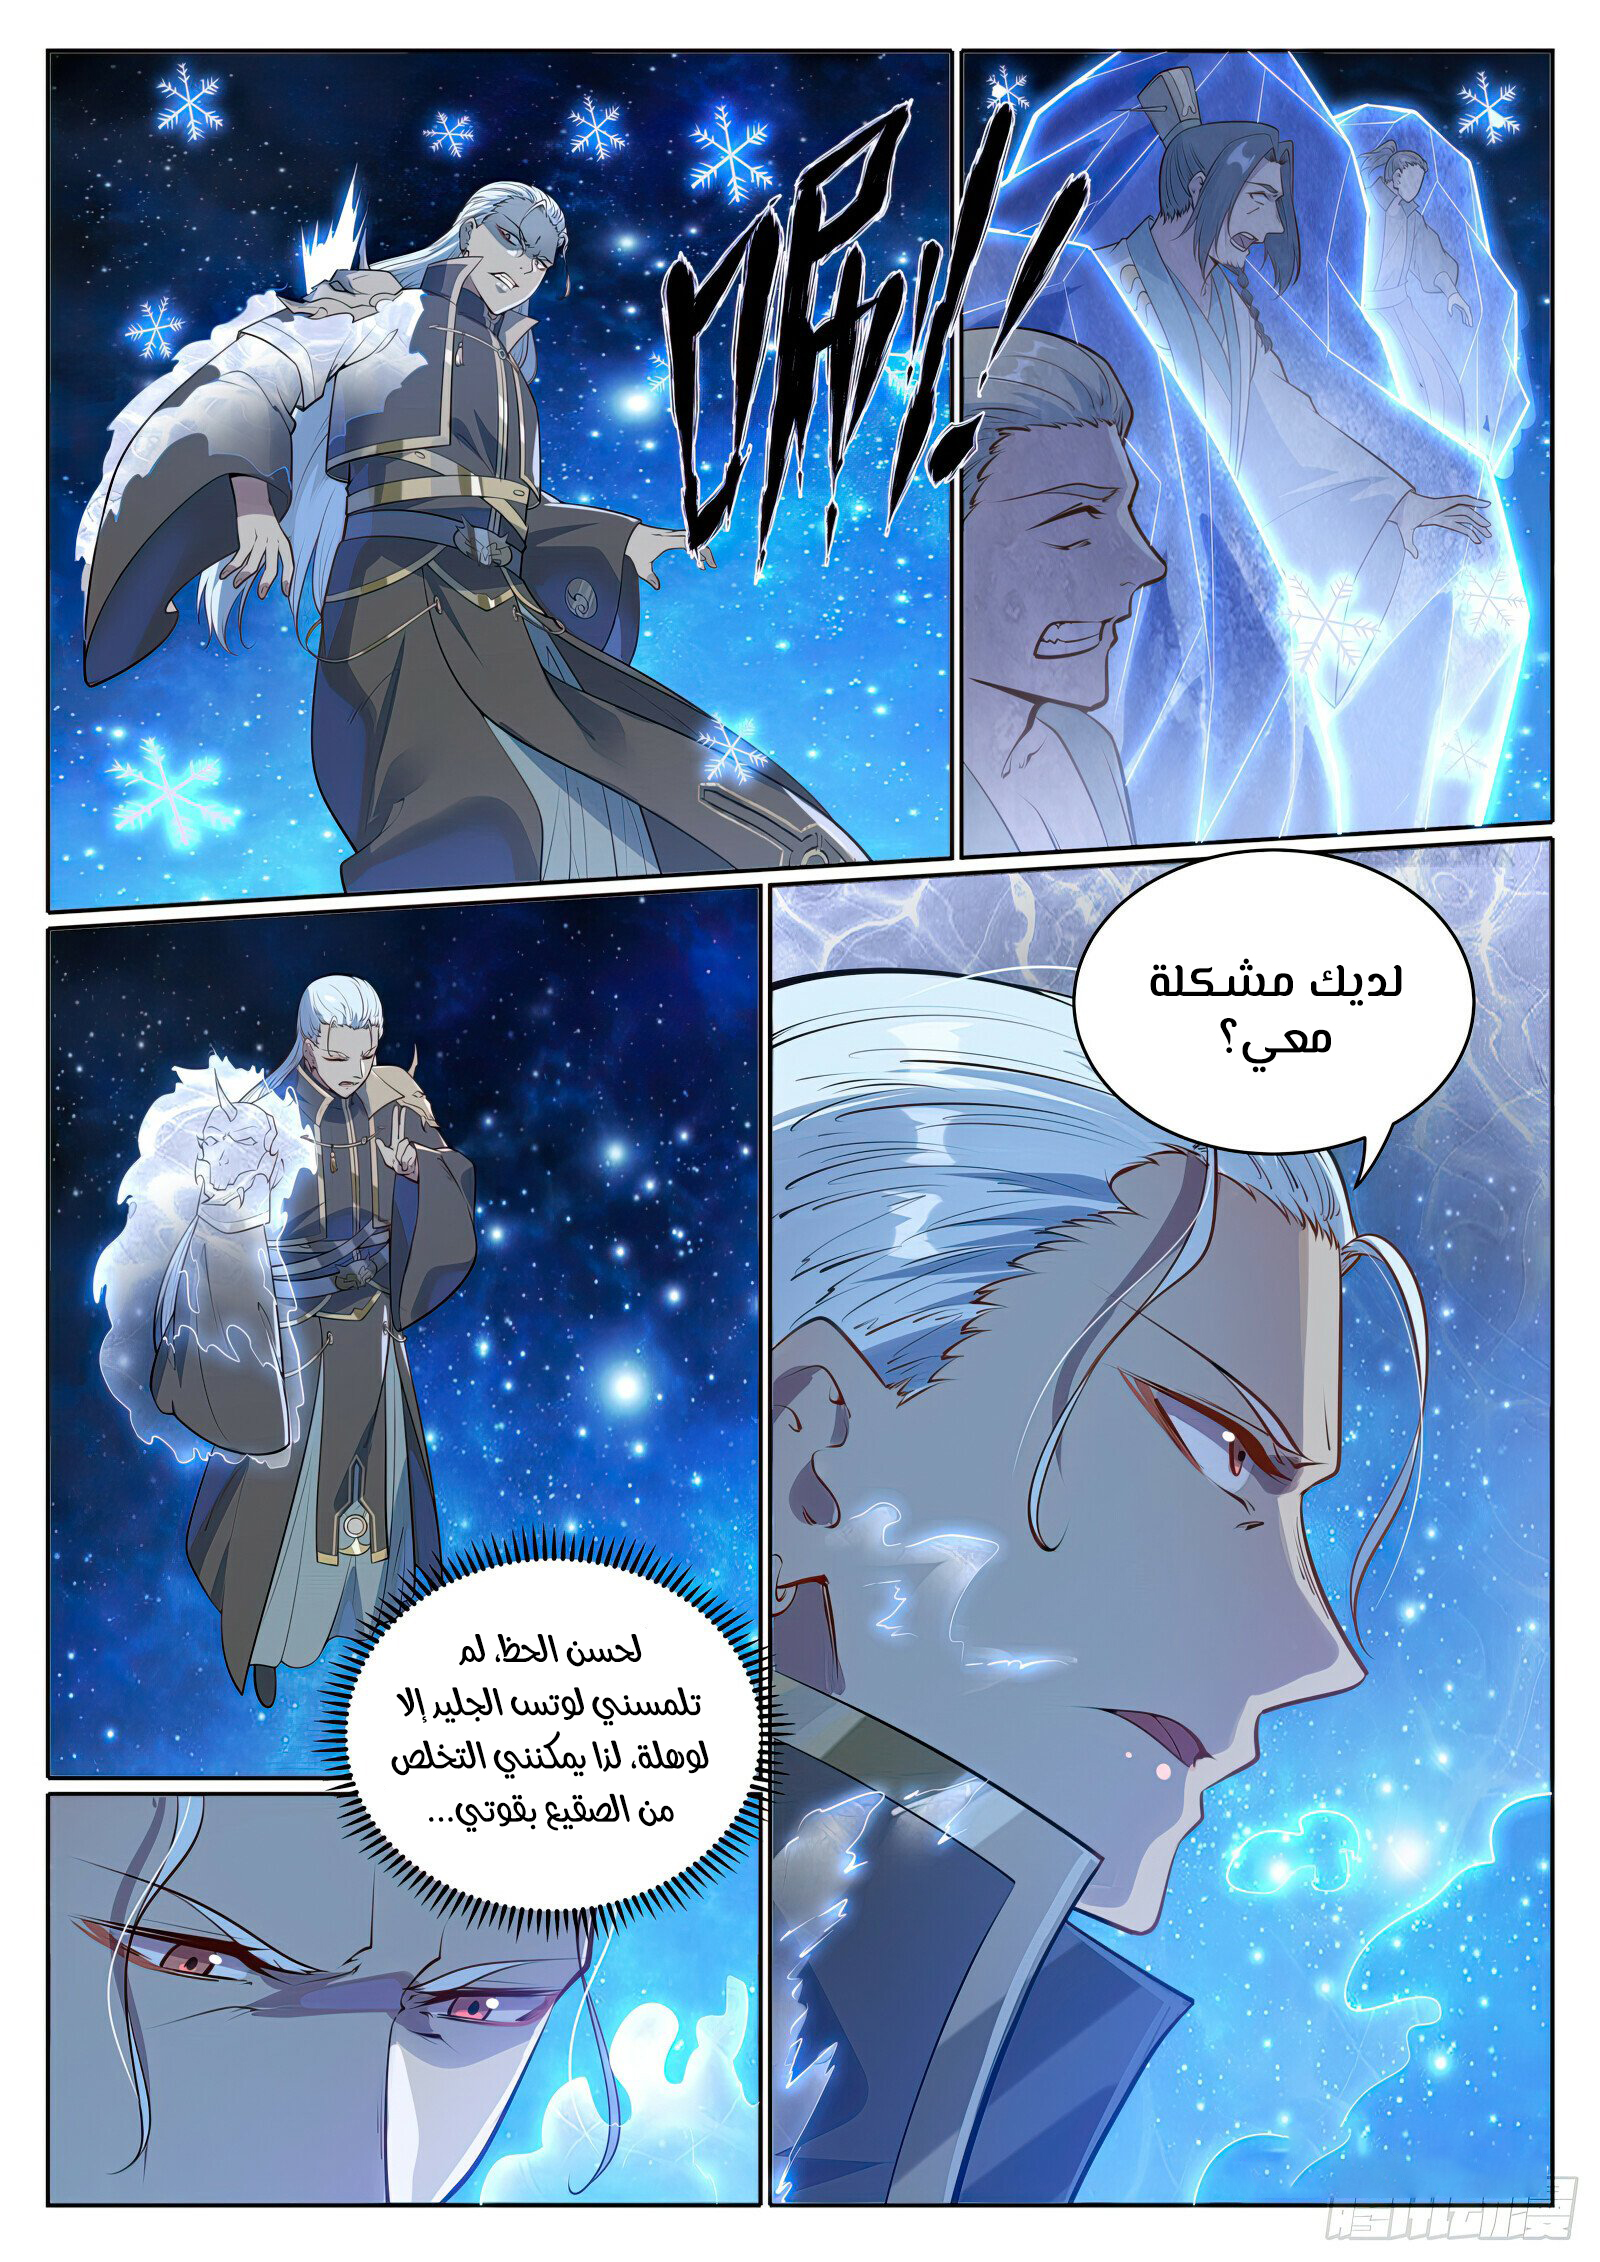 لديك مشكلة
معي؟
لحسن الحظ، لم
تلمسني لوتس الجليد إلا
لوهلة، لذا يمكنني التخلص
من الصقيع بقوتي...